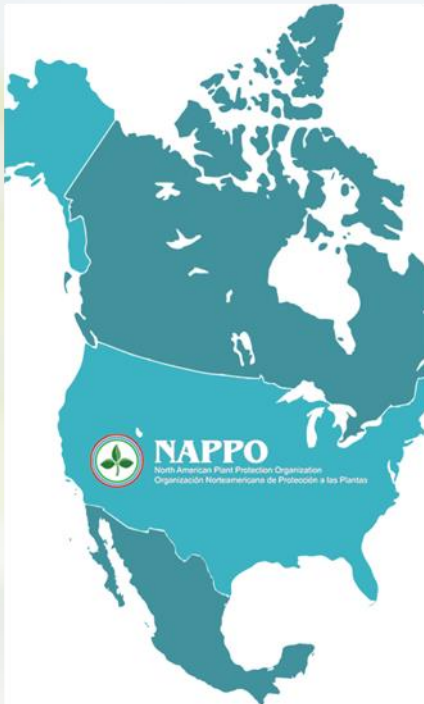 NAPPO
North American Plant Protection Organization
Organización Norteamericana de Protección a las Plantas